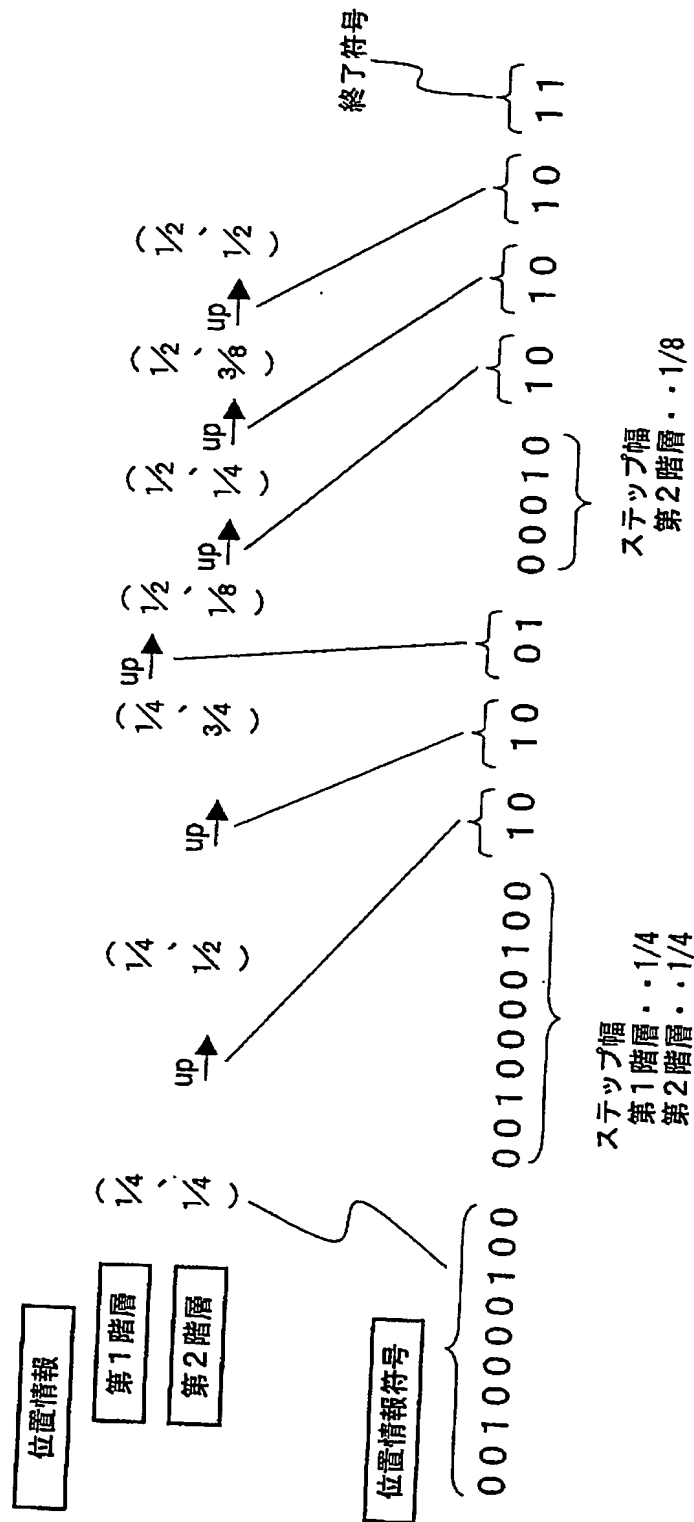 位置情報
第1階層
第2階層
(1/4、1/4)
up
(1/4、1/2)
up
(1/4、3/4)
up
(1/2、1/8)
up
(1/2、1/4)
up
(1/2、3/8)
up
(1/2、1/2)
位置情報符号
0010000100
0010000100
10
10
01
00010
10
10
10
11
終了符号
ステップ幅
第1階層・・1/4
第2階層・・1/4
ステップ幅
第2階層・・1/8